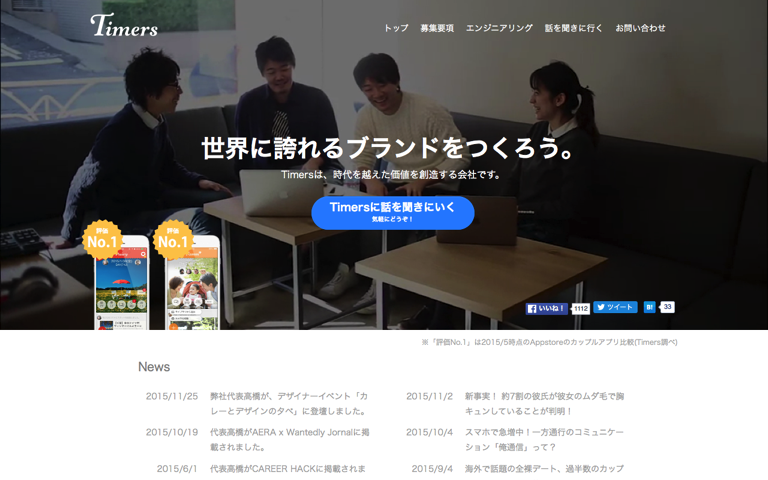 Timers
トップ 募集要項 エンジニアリング 話を聞きに行く お問い合わせ
世界に誇れるブランドをつくろう。
Timersは、時代を越えた価値を創造する会社です。
Timersに話を聞きにいく
気軽にどうぞ！
評価
No.1
評価
No.1
いいね！ 1112 ツイート B! 33
※「評価No.1」は2015/5時点のAppstoreのカップルアプリ比較(Timers調べ)
News
2015/11/25 弊社代表高橋が、デザイナーイベント「カ
レーとデザインの夕べ」に登壇しました。
2015/10/19 代表高橋がAERA x Wantedly Jornalに掲
載されました。
2015/6/1 代表高橋がCAREER HACKに掲載されま
2015/11/2 新事実！ 約7割の彼氏が彼女のムダ毛で胸
キュンしていることが判明！
2015/10/4 スマホで急増中！一方通行のコミュニケー
ション「俺通信」って？
2015/9/4 海外で話題の全裸デート、過半数のカップ